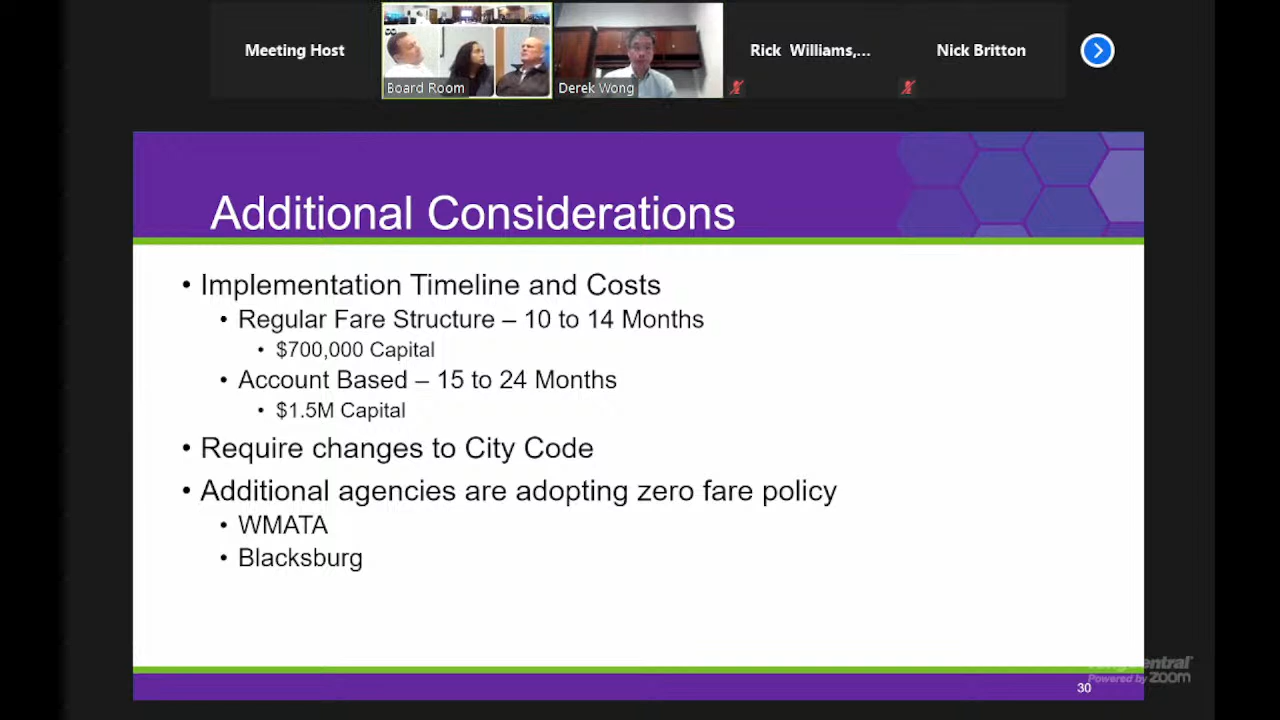 Meeting Host
Board Room
Derek Wong
Rick Williams,...
Nick Britton
Additional Considerations
• Implementation Timeline and Costs
• Regular Fare Structure – 10 to 14 Months
• $700,000 Capital
• Account Based – 15 to 24 Months
• $1.5M Capital
• Require changes to City Code
• Additional agencies are adopting zero fare policy
• WMATA
• Blacksburg
Powered by zoom
30